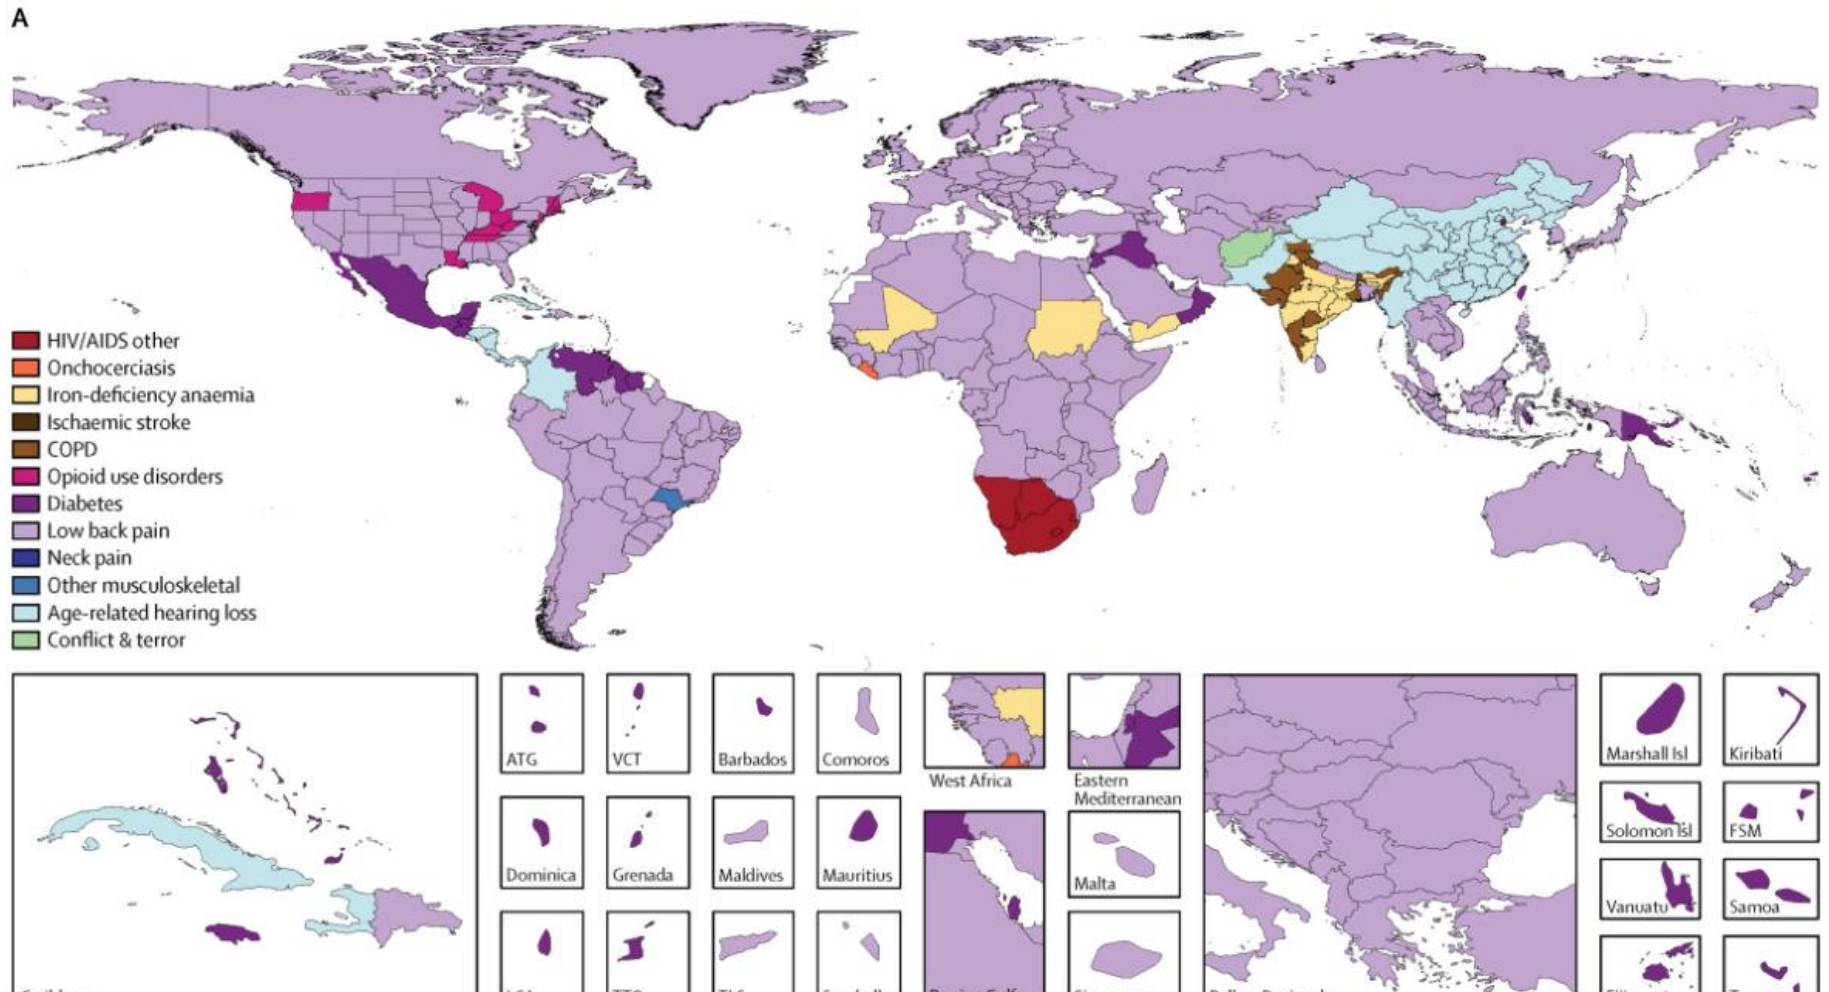 A
HIV/AIDS other
Onchocerciasis
Iron-deficiency anaemia
Ischaemic stroke
COPD
Opioid use disorders
Diabetes
Low back pain
Neck pain
Other musculoskeletal
Age-related hearing loss
Conflict & terror
ATG
VCT
Barbados
Comoros
West Africa
Eastern
Mediterranean
Marshall Isl
Kiribati
Dominica
Grenada
Maldives
Mauritius
Malta
Solomon Isl
FSM
Vanuatu
Samoa